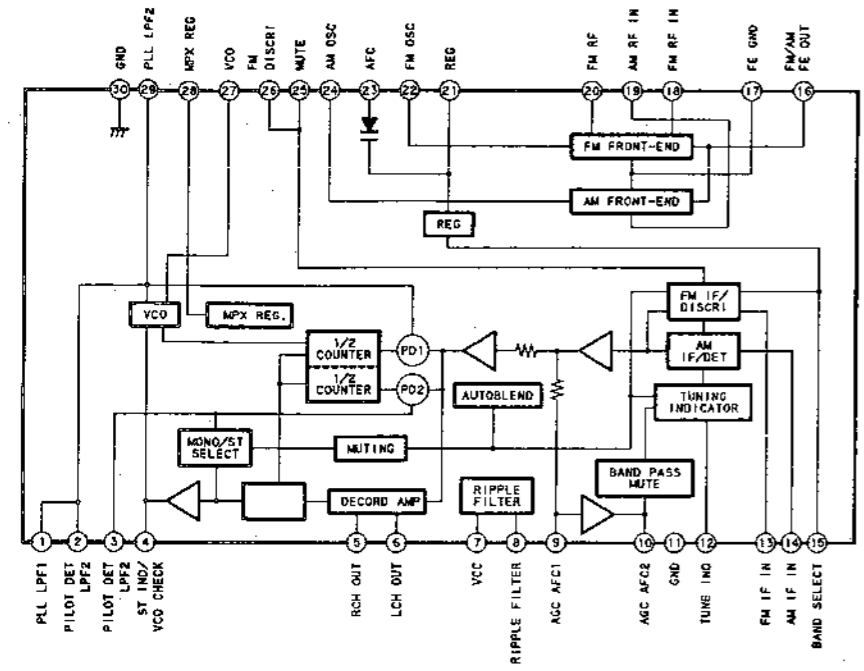 GND
PLL LPF2
MPX REG
VCO
FM
DISCRI
MUTE
AM OSC
AFC
FM OSC
REG
FM RF
AM RF IN
FM RF IN
FE GND
FM/AM
FE OUT
30
29
28
27
26
25
24
23
22
21
20
19
18
17
16
FM FRONT-END
AM FRONT-END
REG
VCO
MPX REG.
FM IF/
DISCRI
1/2
COUNTER
PD1
AM
IF/DET
1/2
COUNTER
PD2
AUTOBLEND
TUNING
INDICATOR
MONO/ST
SELECT
MUTING
BAND PASS
MUTE
RIPPLE
FILTER
DECORD AMP
1
2
3
4
5
6
7
8
9
10
11
12
13
14
15
PLL LPF1
PILOT DET
LPF2
PILOT DET
LPF2
ST IND/
VCO CHECK
RCH OUT
LCH OUT
VCC
RIPPLE FILTER
AGC AFC1
AGC AFC2
GND
TUNE IND
FM IF IN
AM IF IN
BAND SELECT